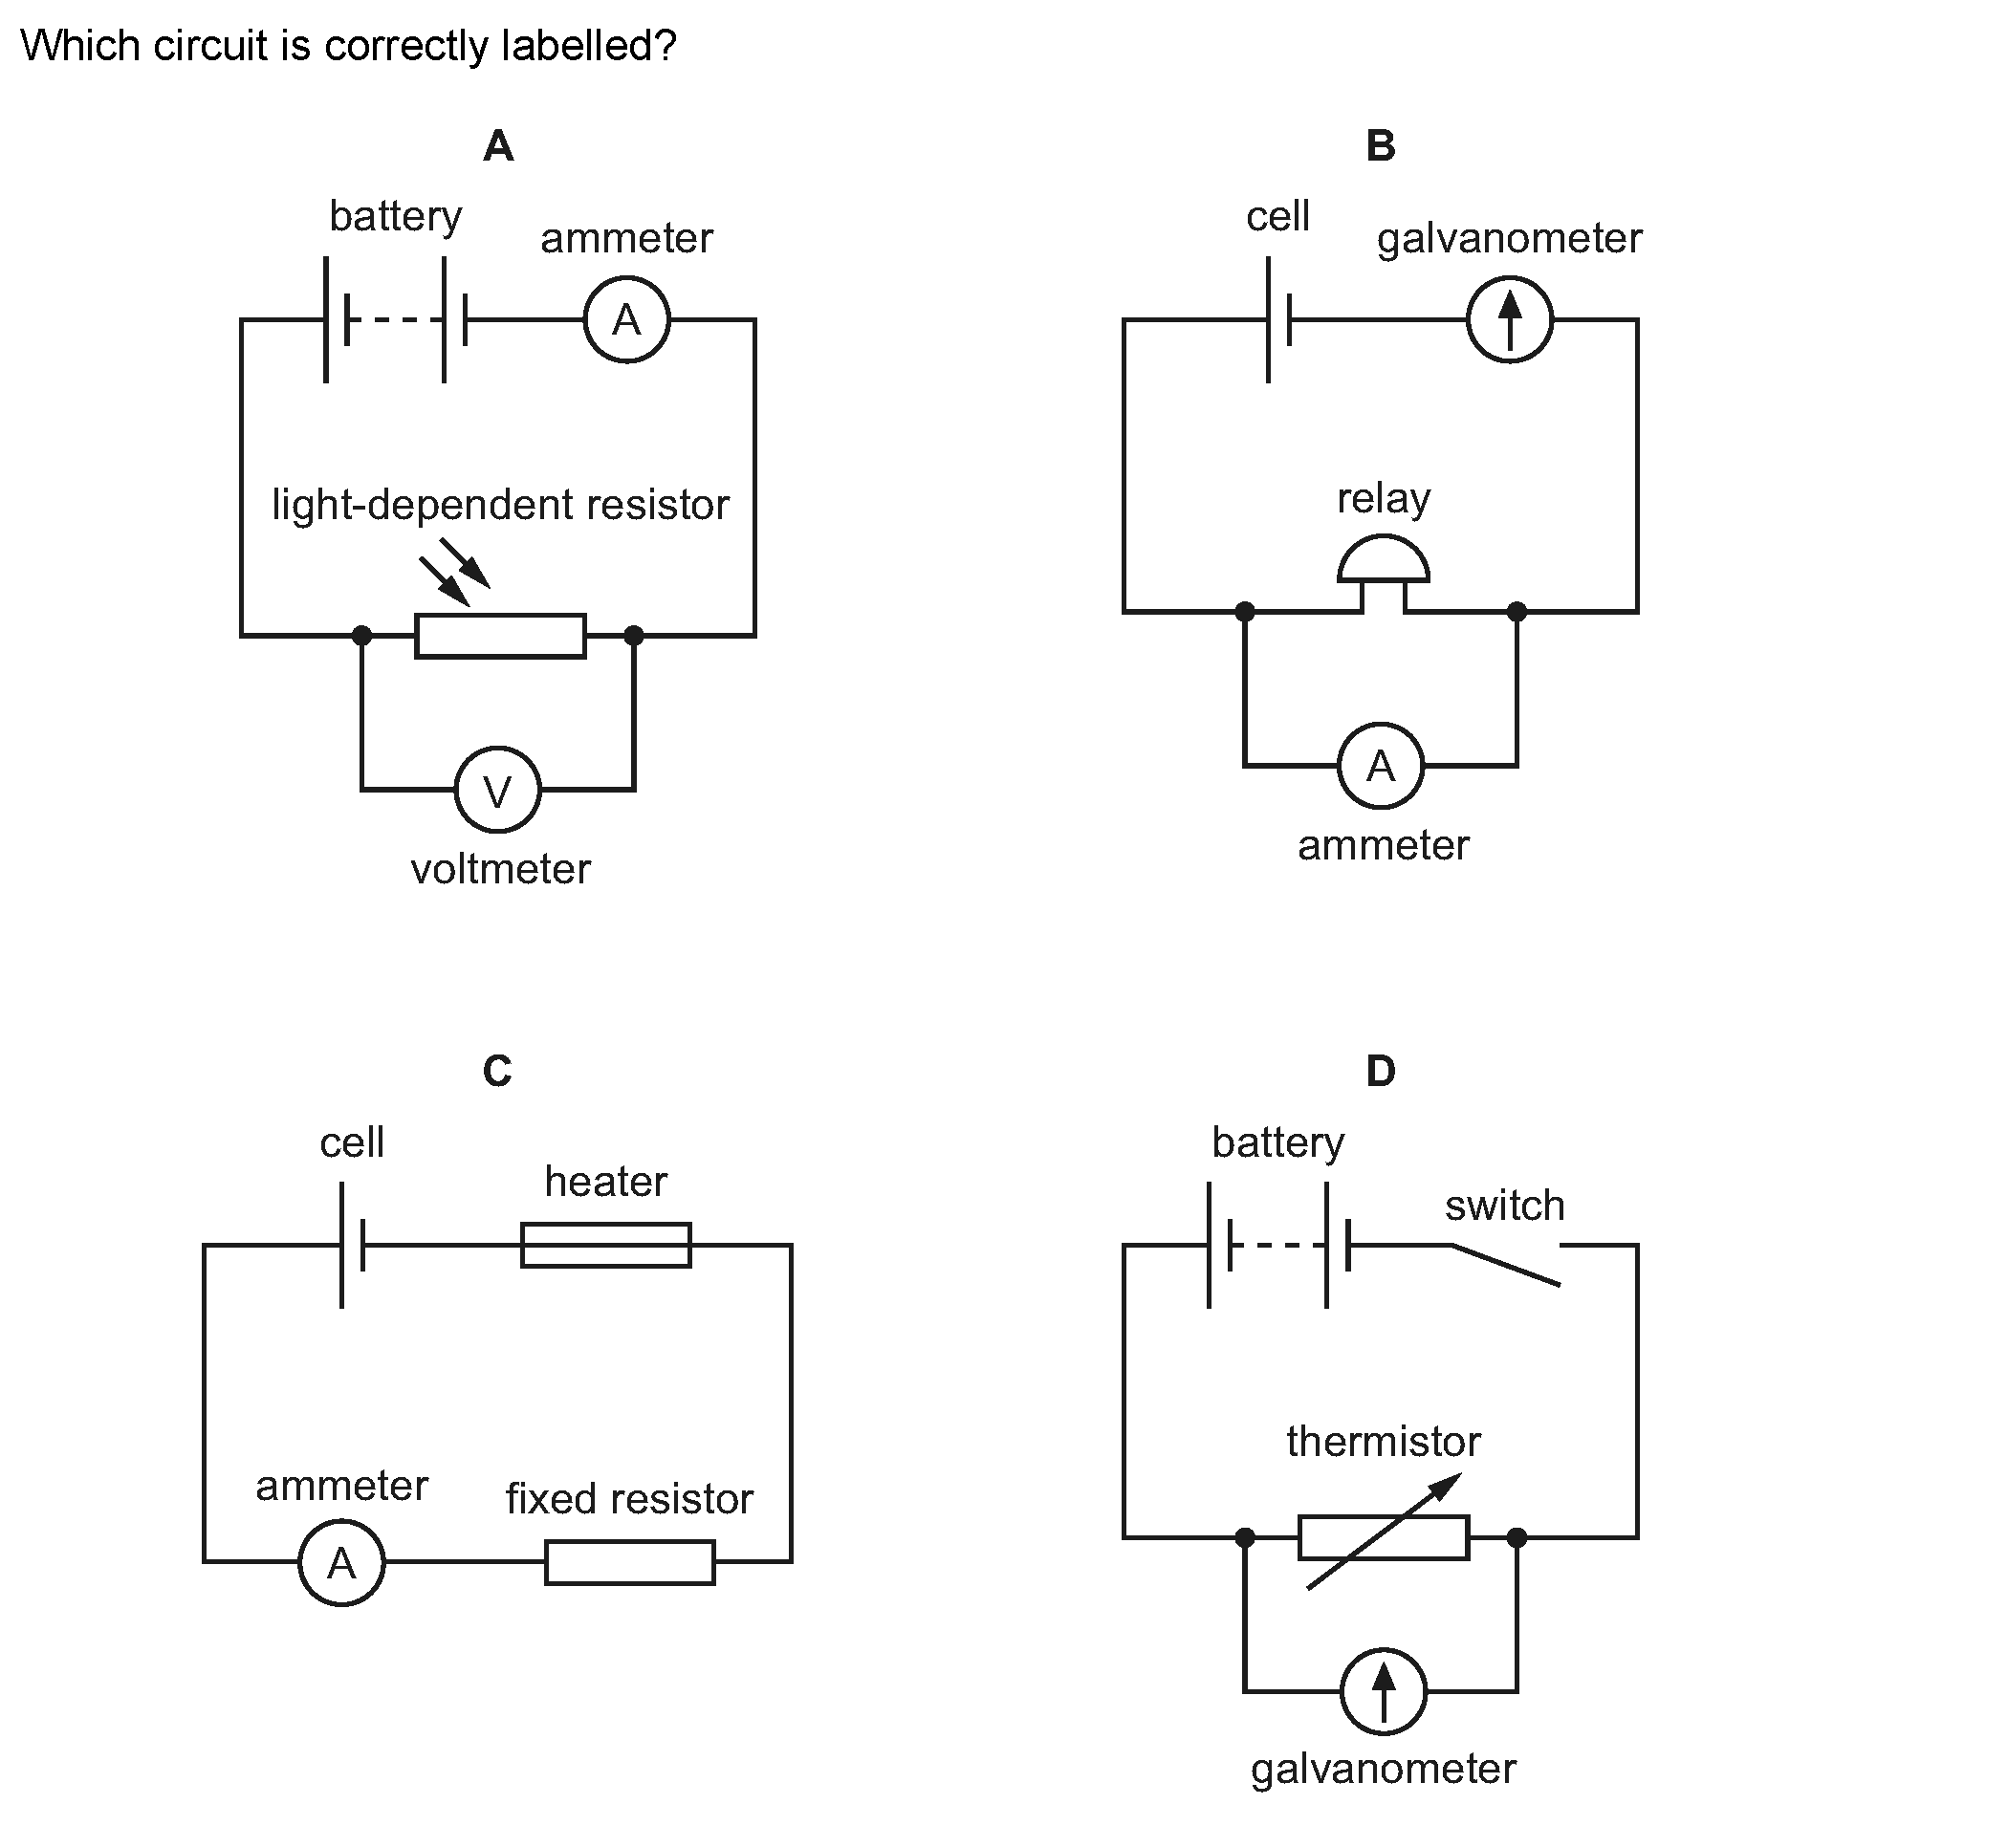 Which circuit is correctly labelled?
A
battery
ammeter
A
light-dependent resistor
V
voltmeter
B
cell
galvanometer
relay
A
ammeter
C
cell
heater
ammeter
fixed resistor
A
D
battery
switch
thermistor
galvanometer